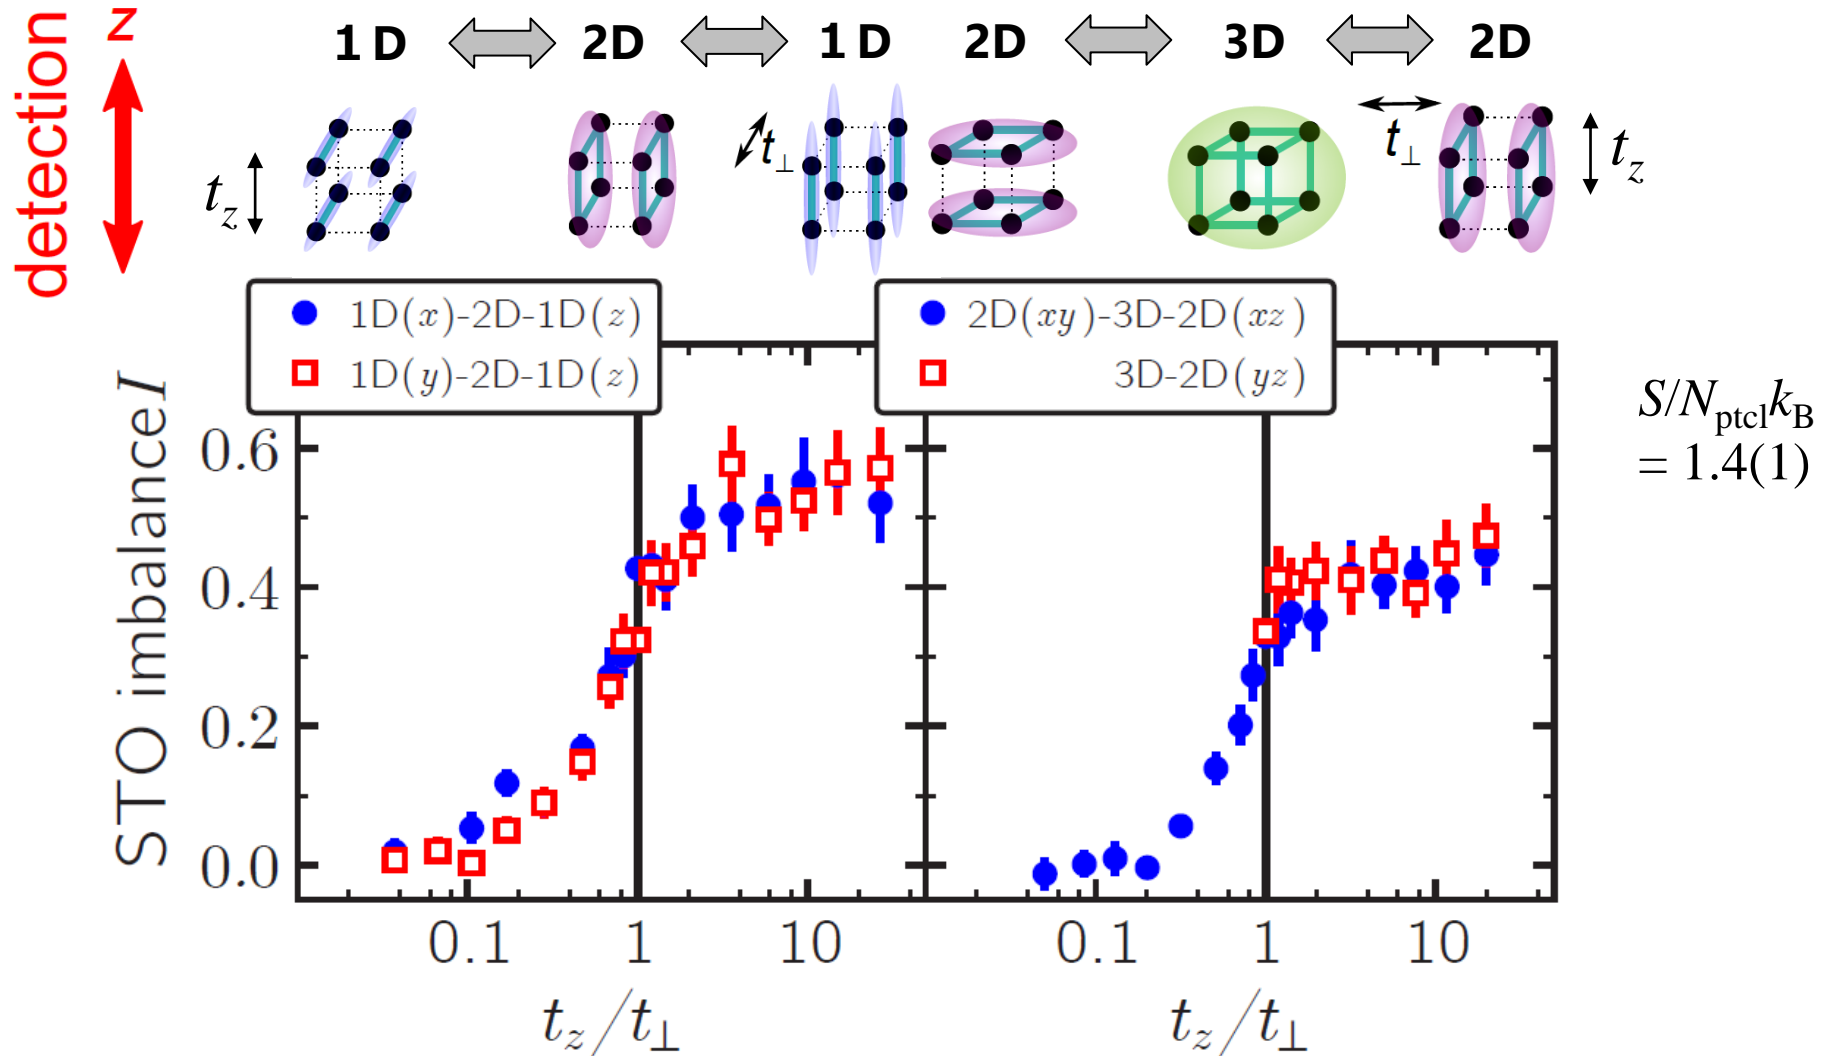 detection
z
1D 2D 1D 2D 3D 2D
t_z
t_⊥
t_⊥
t_z
1D(x)-2D-1D(z)
1D(y)-2D-1D(z)
2D(xy)-3D-2D(xz)
3D-2D(yz)
S/N_ptcl k_B
= 1.4(1)
STO imbalance I
0.6
0.4
0.2
0.0
0.1 1 10
0.1 1 10
t_z/t_⊥
t_z/t_⊥